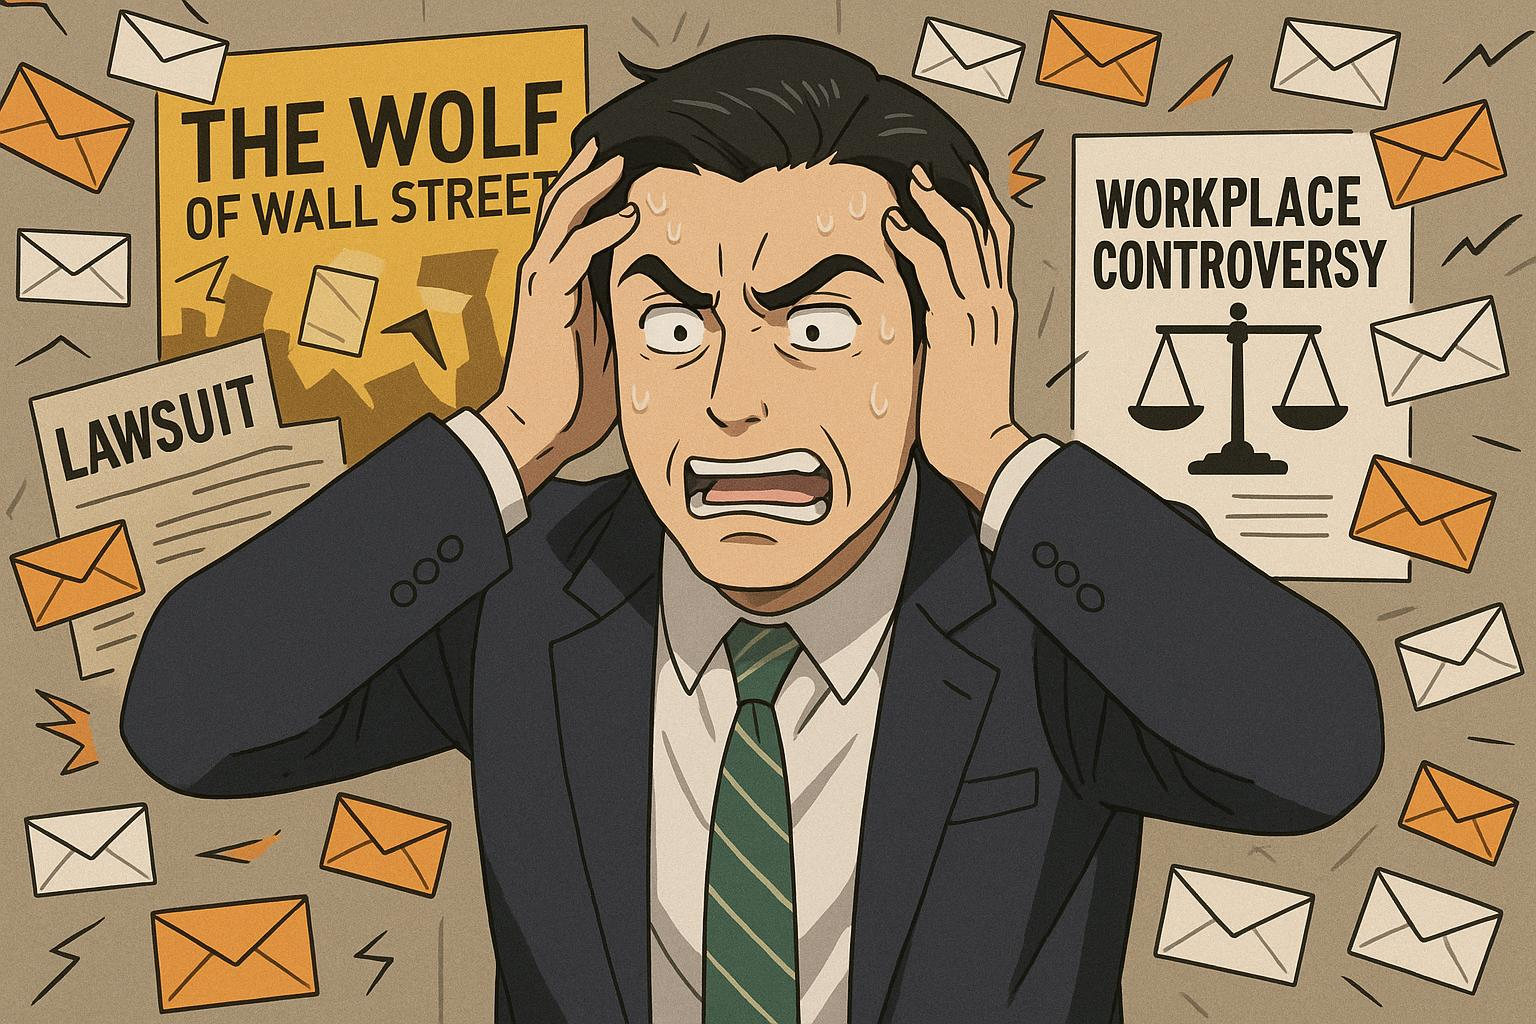 THE WOLF
OF WALL STREET
LAWSUIT
WORKPLACE
CONTROVERSY